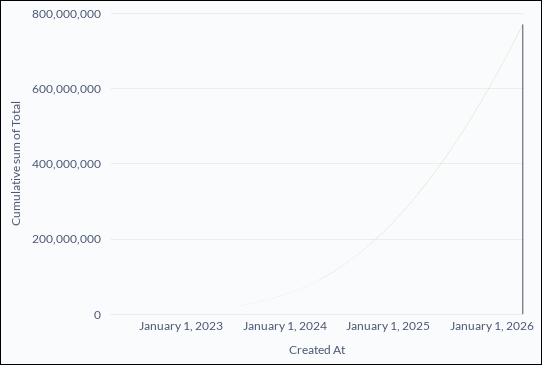 800,000,000
600,000,000
400,000,000
200,000,000
0
Cumulative sum of Total
January 1, 2023 January 1, 2024 January 1, 2025 January 1, 2026
Created At